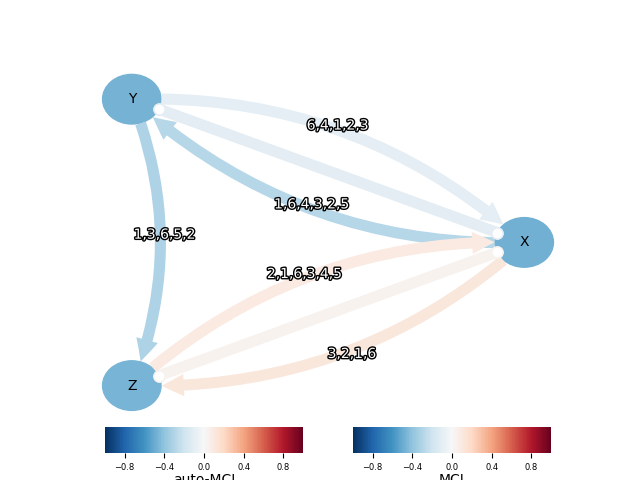 Y
6,4,1,2,3
1,6,4,3,2,5
1,3,6,5,2
X
2,1,6,3,4,5
3,2,1,6
Z
−0.8 −0.4 0.0 0.4 0.8
−0.8 −0.4 0.0 0.4 0.8
auto-MCI
MCI